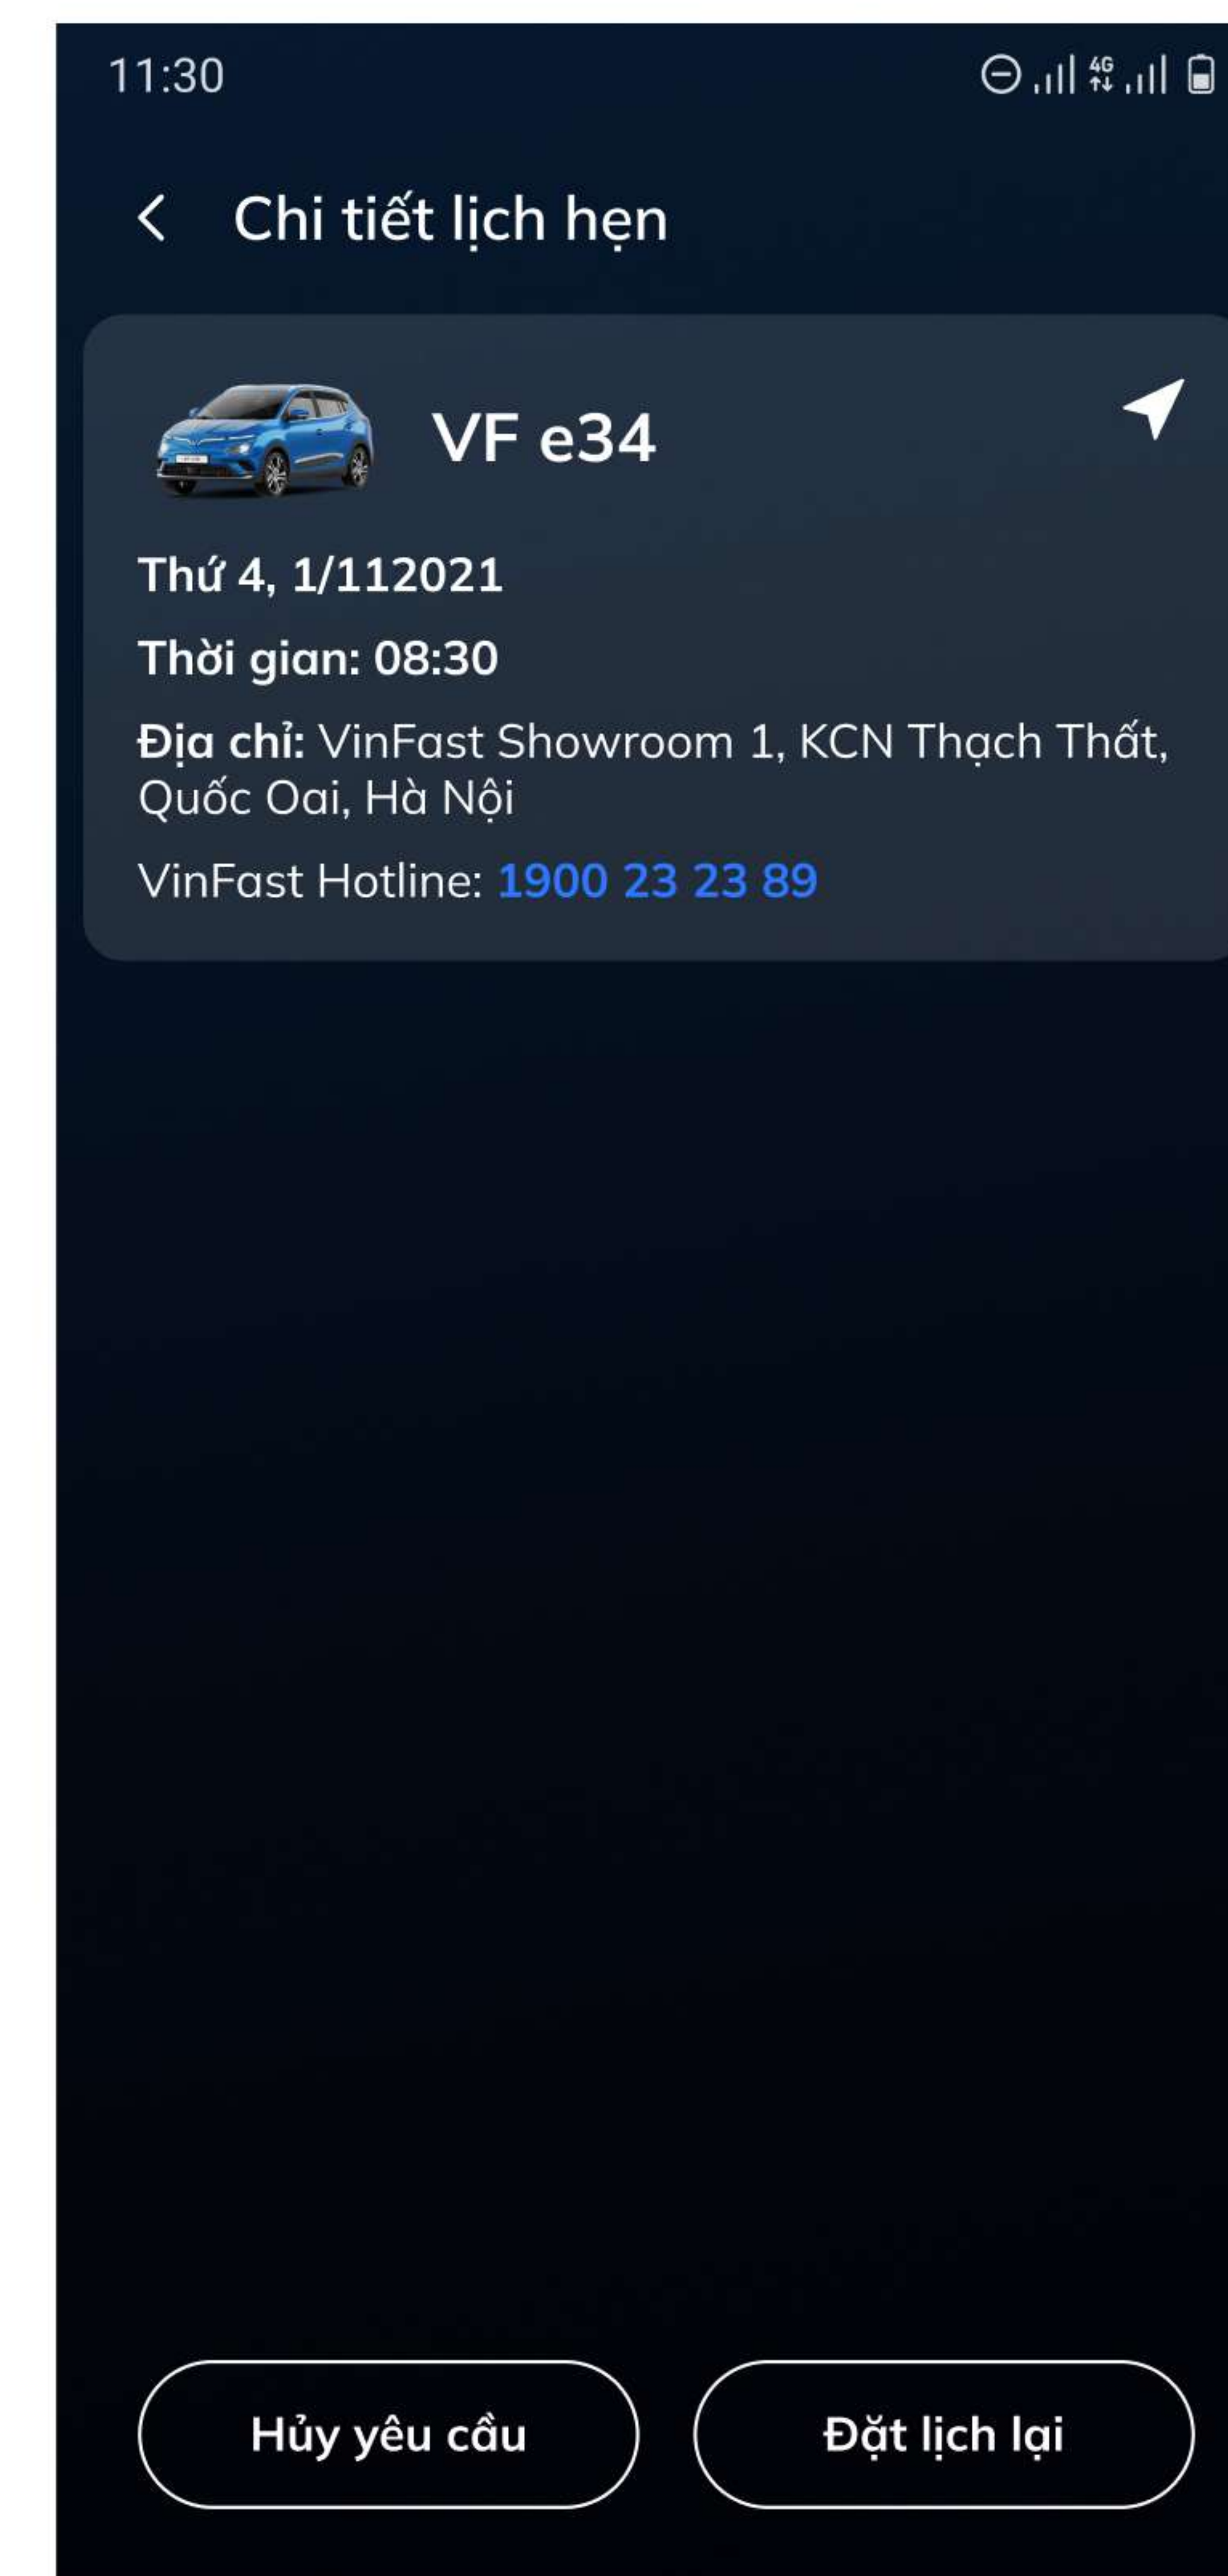 11:30
4G
Chi tiết lịch hẹn
VF e34
Thứ 4, 1/112021
Thời gian: 08:30
Địa chỉ: VinFast Showroom 1, KCN Thạch Thất,
Quốc Oai, Hà Nội
VinFast Hotline: 1900 23 23 89
Hủy yêu cầu
Đặt lịch lại